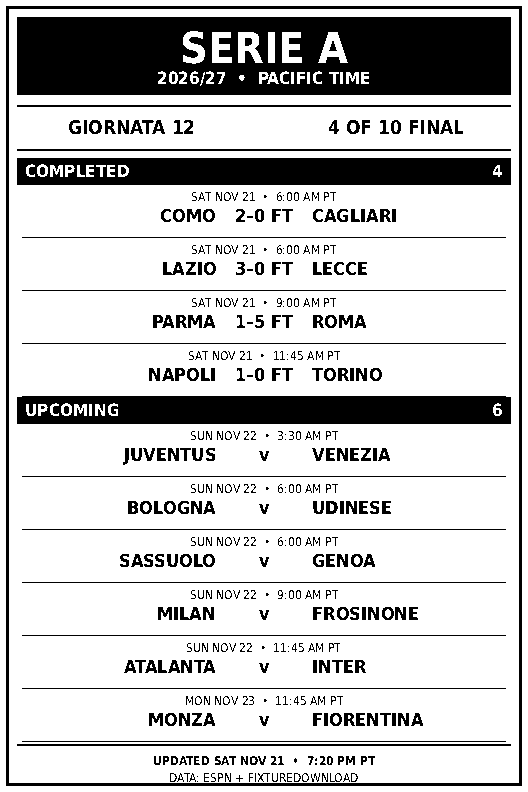 SERIE A
2026/27 • PACIFIC TIME
GIORNATA 12 4 OF 10 FINAL
COMPLETED 4
SAT NOV 21 • 6:00 AM PT
COMO 2–0 FT CAGLIARI
SAT NOV 21 • 6:00 AM PT
LAZIO 3–0 FT LECCE
SAT NOV 21 • 9:00 AM PT
PARMA 1–5 FT ROMA
SAT NOV 21 • 11:45 AM PT
NAPOLI 1–0 FT TORINO
UPCOMING 6
SUN NOV 22 • 3:30 AM PT
JUVENTUS v VENEZIA
SUN NOV 22 • 6:00 AM PT
BOLOGNA v UDINESE
SUN NOV 22 • 6:00 AM PT
SASSUOLO v GENOA
SUN NOV 22 • 9:00 AM PT
MILAN v FROSINONE
SUN NOV 22 • 11:45 AM PT
ATALANTA v INTER
MON NOV 23 • 11:45 AM PT
MONZA v FIORENTINA
UPDATED SAT NOV 21 • 7:20 PM PT
DATA: ESPN + FIXTUREDOWNLOAD